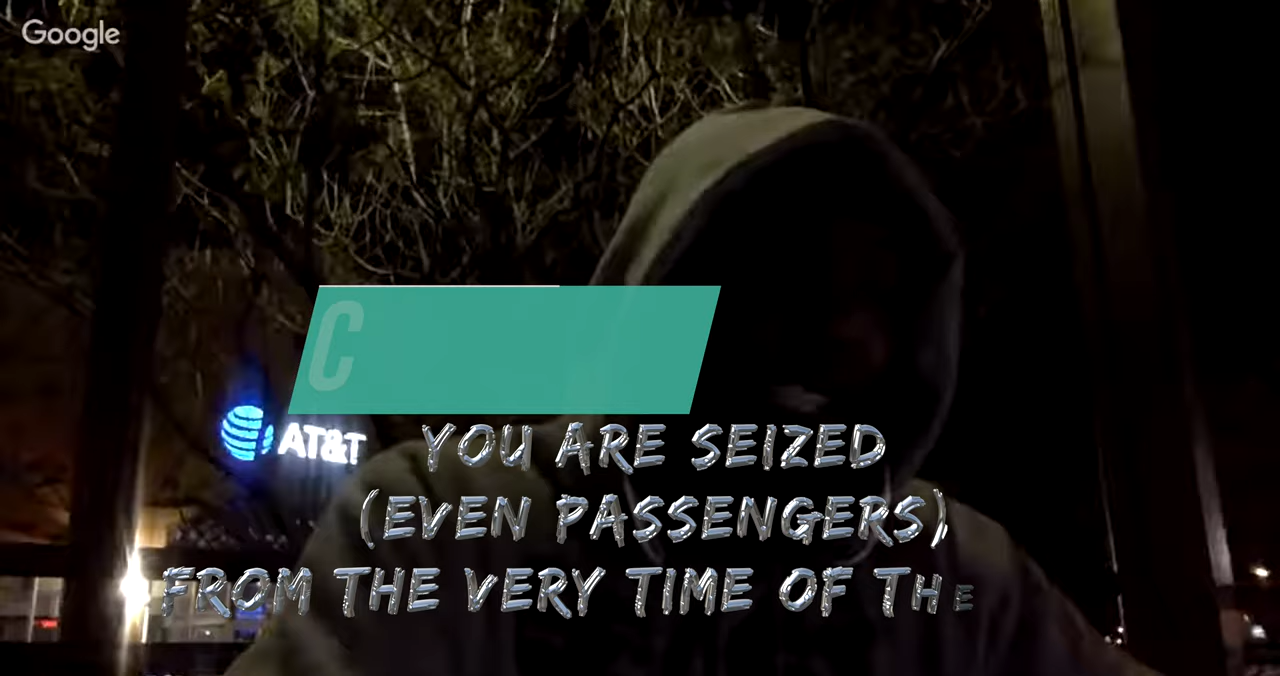 Google
C
AT&T
YOU ARE SEIZED
(EVEN PASSENGERS)
FROM THE VERY TIME OF THE